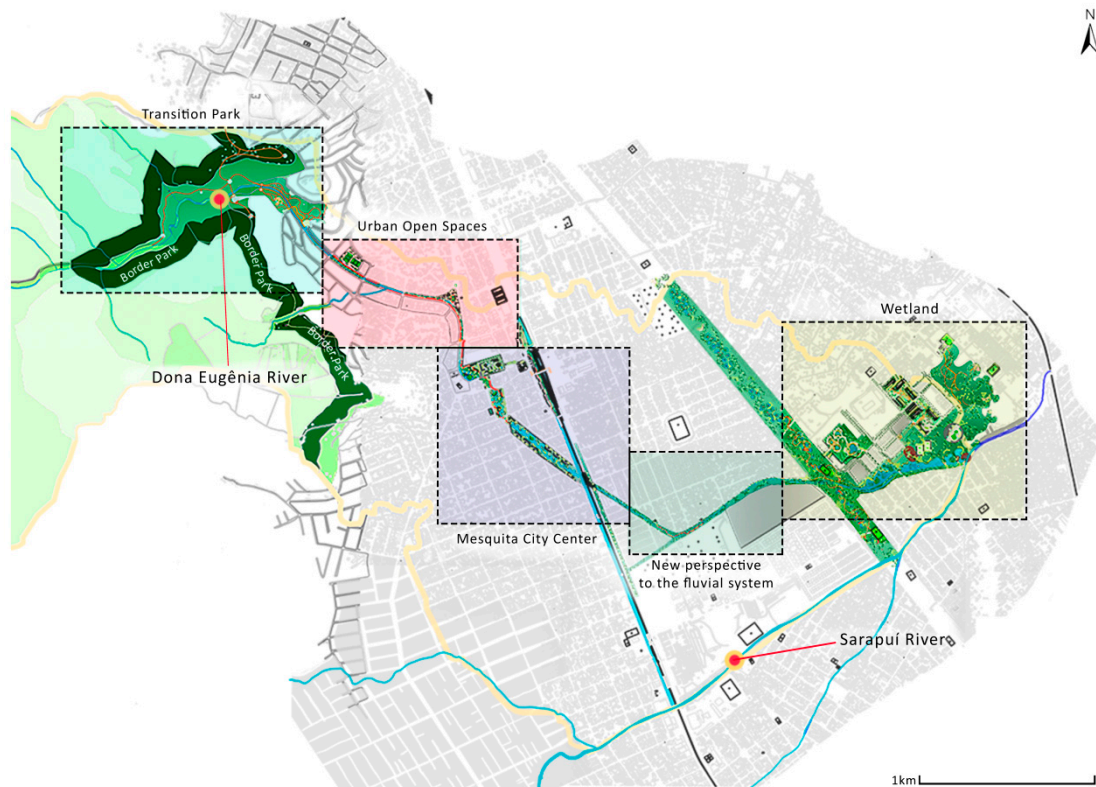 N
Transition Park
Urban Open Spaces
Border Park
Border Park
Wetland
Border Park
Dona Eugênia River
Mesquita City Center
New perspective
to the fluvial system
Sarapuí River
1km